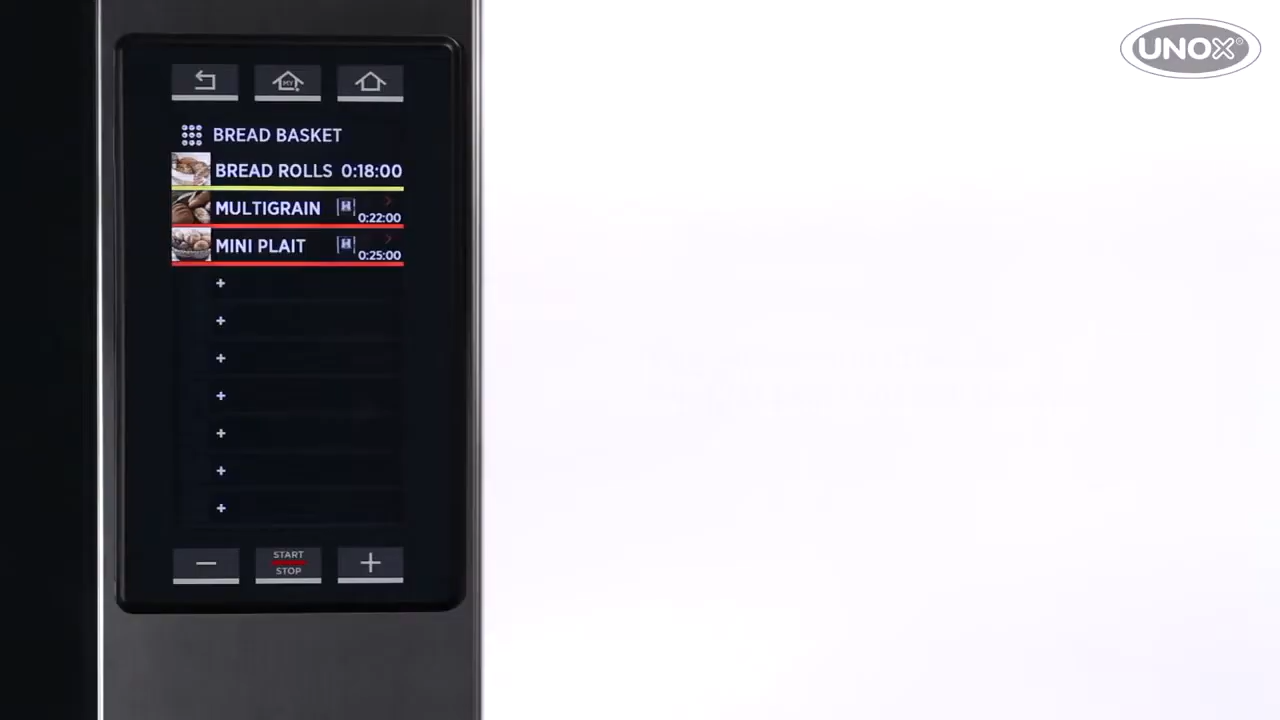 UNOX®
MY
BREAD BASKET
BREAD ROLLS 0:18:00
MULTIGRAIN 0:22:00
MINI PLAIT 0:25:00
+
+
+
+
+
+
+
START
STOP
- +